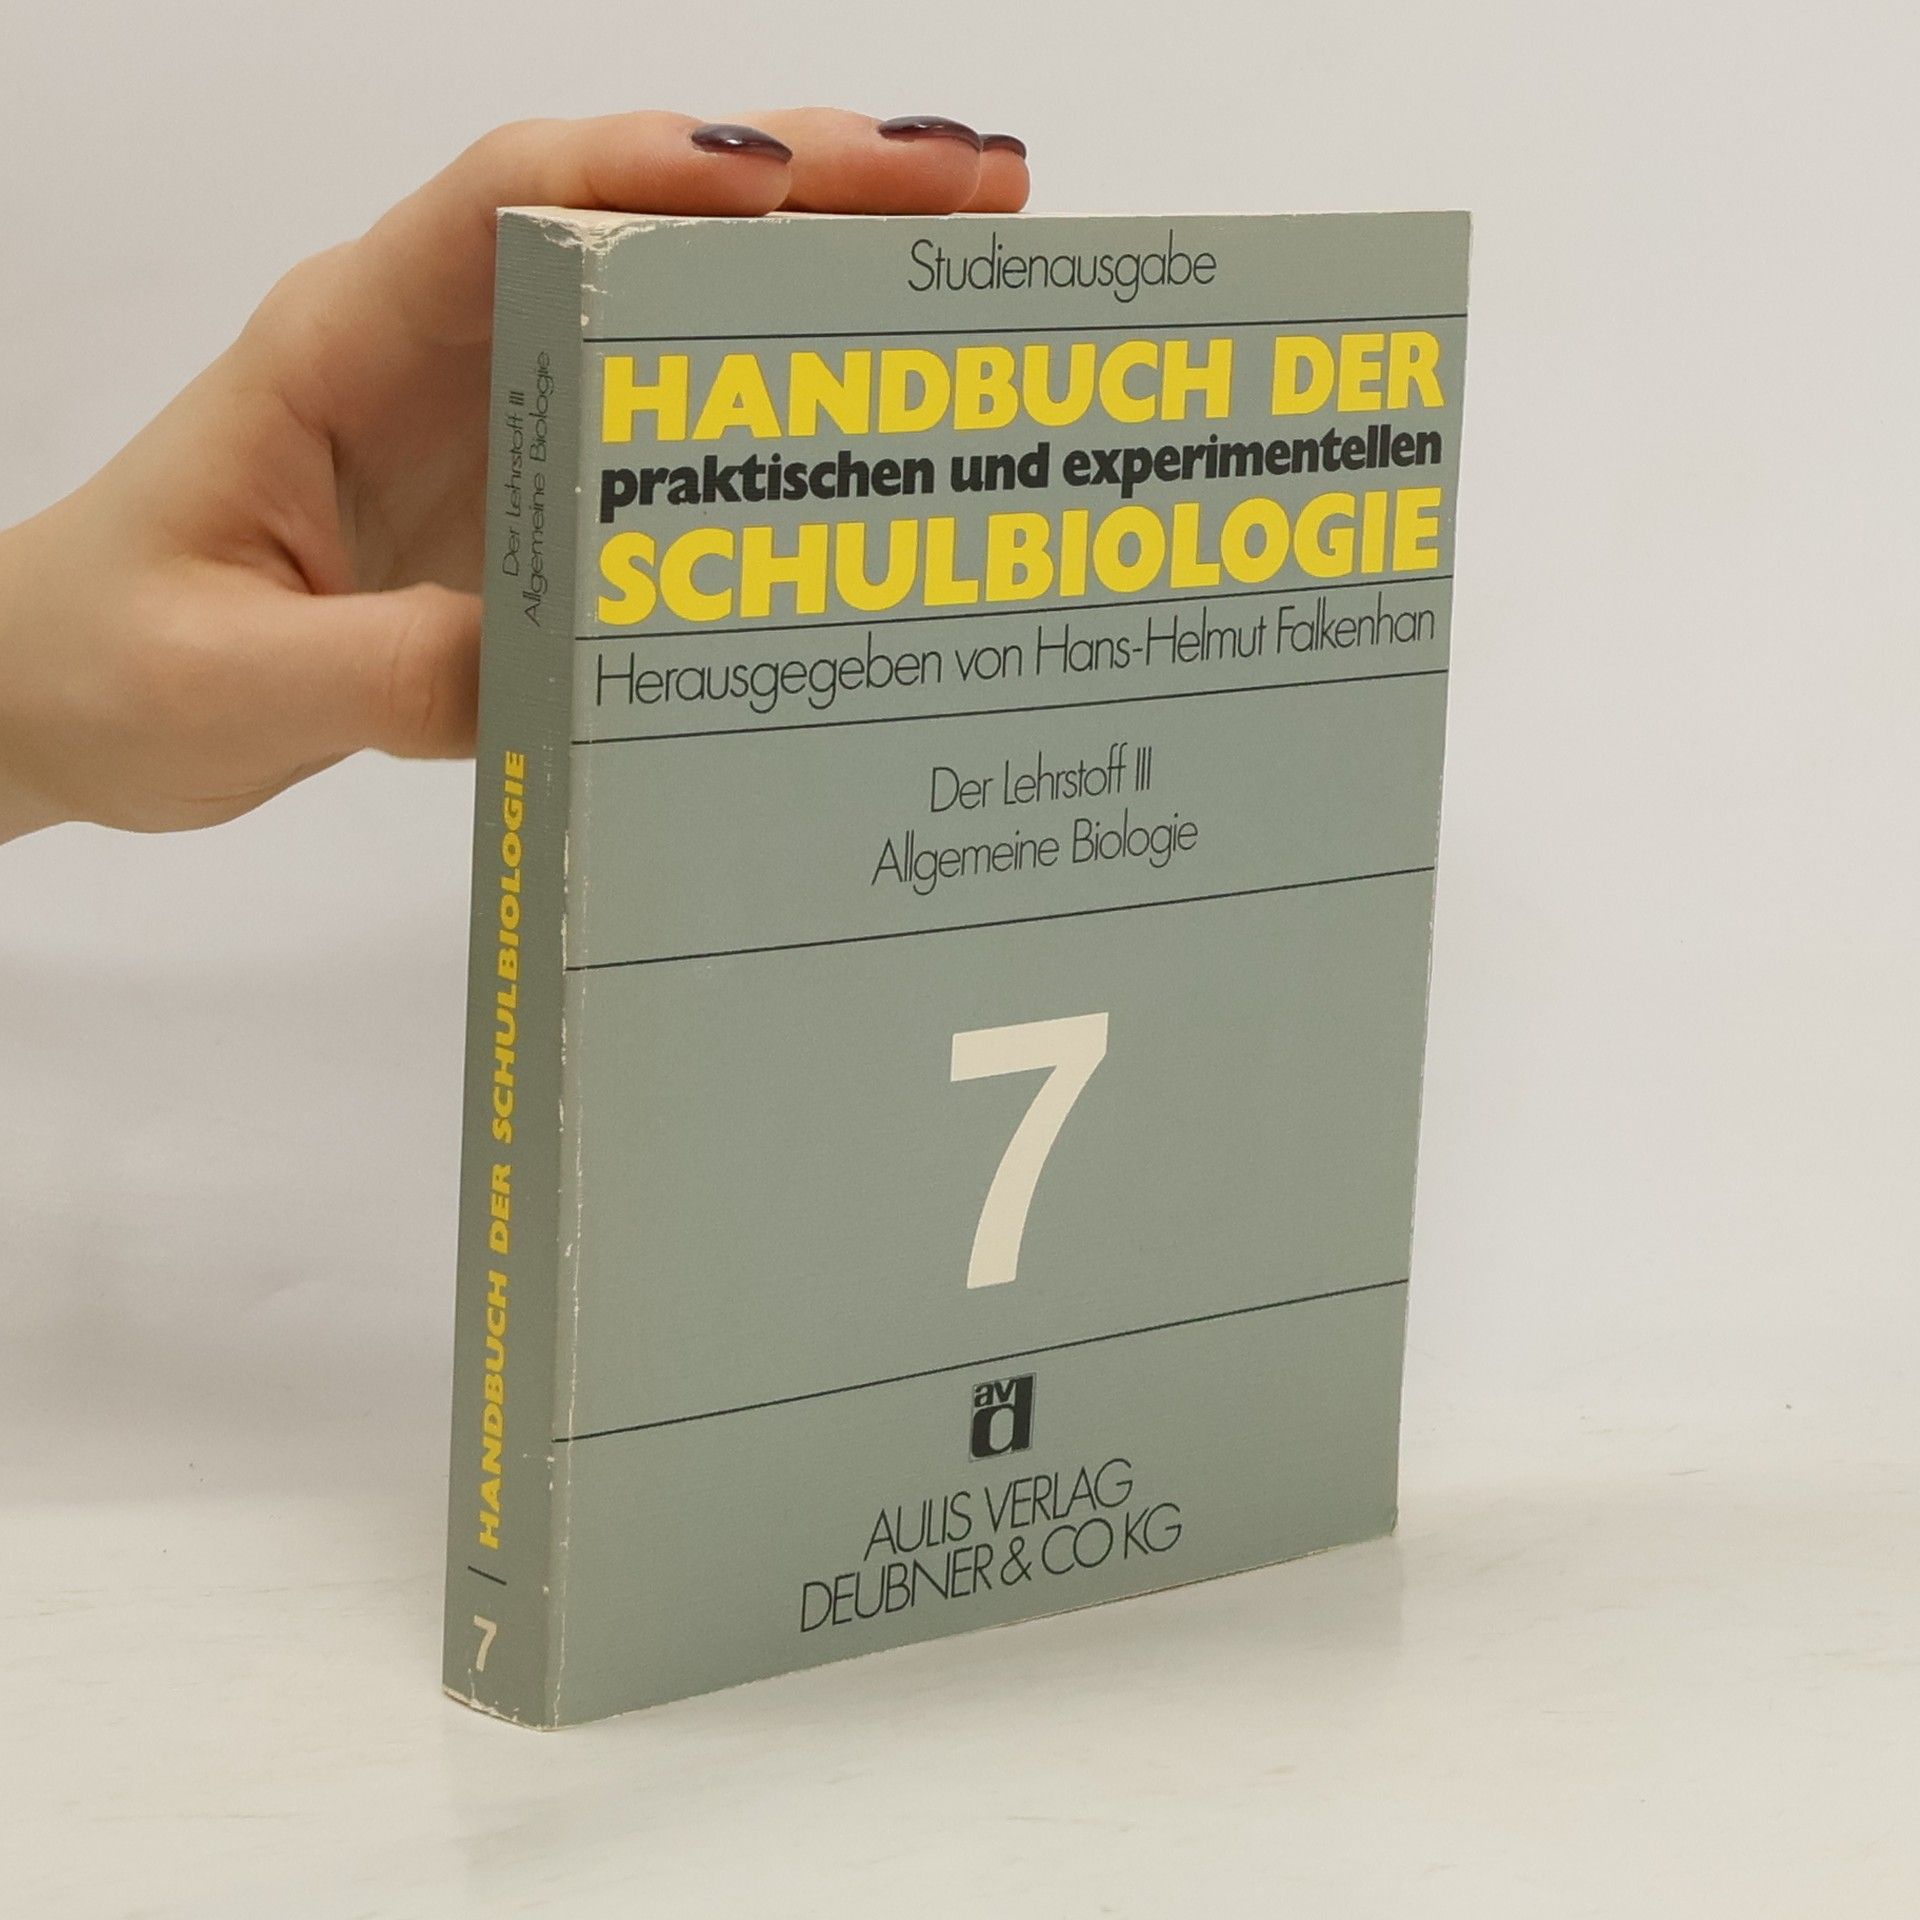 Studienausgabe
HANDBUCH DER
praktischen und experimentellen
SCHULBIOLOGIE
Herausgegeben von Hans-Helmut Falkenhan
Der Lehrstoff III
Allgemeine Biologie
7
avd
AULIS VERLAG
DEUBNER & CO KG
Der Lehrstoff III
Allgemeine Biologie
HANDBUCH DER SCHULBIOLOGIE
7